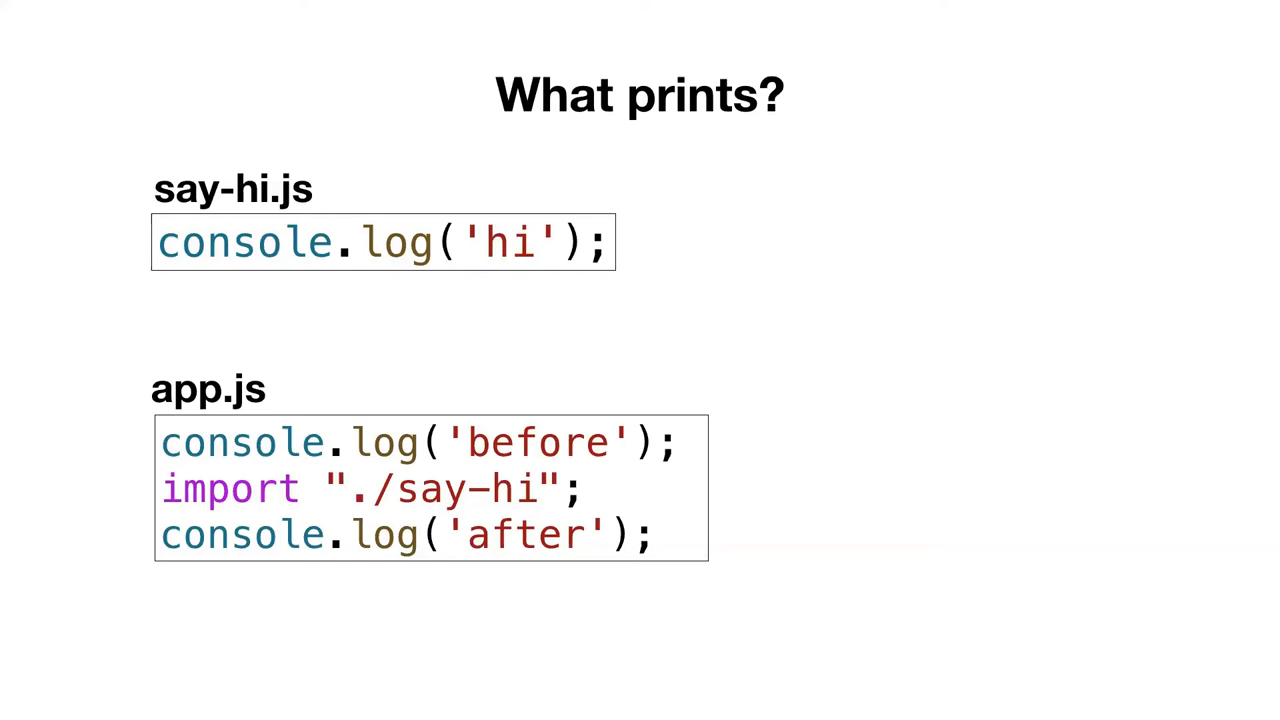 What prints?
say-hi.js
console.log('hi');
app.js
console.log('before');
import "./say-hi";
console.log('after');